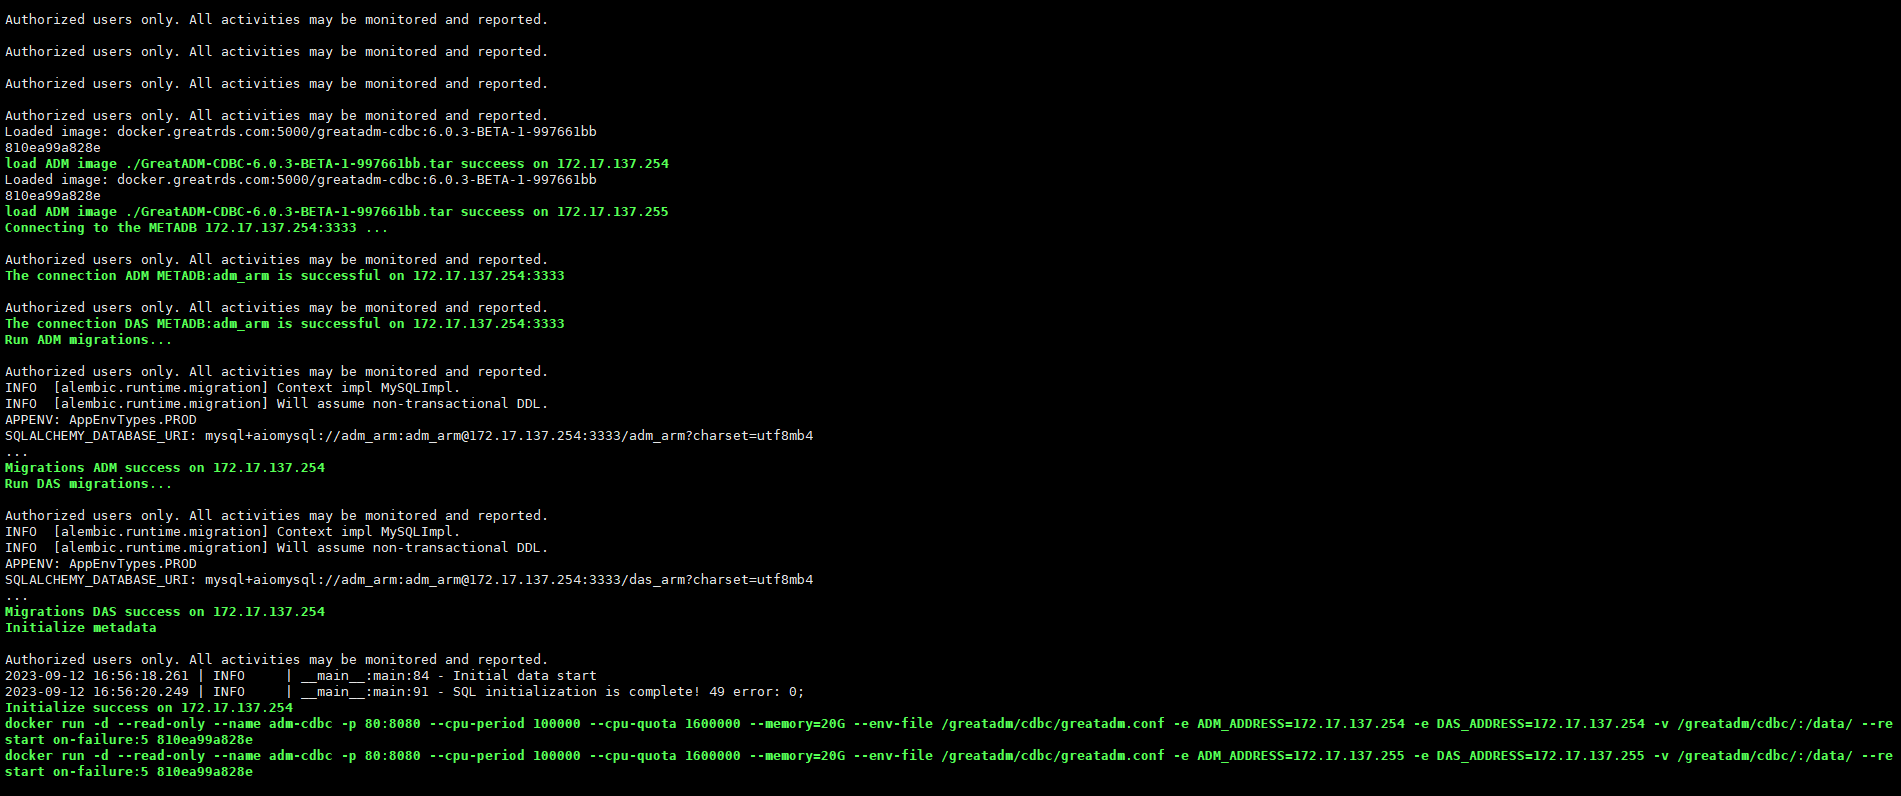 Authorized users only. All activities may be monitored and reported.
Authorized users only. All activities may be monitored and reported.
Authorized users only. All activities may be monitored and reported.
Authorized users only. All activities may be monitored and reported.
Loaded image: docker.greatrds.com:5000/greatadm-cdbc:6.0.3-BETA-1-997661bb
810ea99a828e
load ADM image ./GreatADM-CDBC-6.0.3-BETA-1-997661bb.tar succeess on 172.17.137.254
Loaded image: docker.greatrds.com:5000/greatadm-cdbc:6.0.3-BETA-1-997661bb
810ea99a828e
load ADM image ./GreatADM-CDBC-6.0.3-BETA-1-997661bb.tar succeess on 172.17.137.255
Connecting to the METADB 172.17.137.254:3333 ...
Authorized users only. All activities may be monitored and reported.
The connection ADM METADB:adm_arm is successful on 172.17.137.254:3333
Authorized users only. All activities may be monitored and reported.
The connection DAS METADB:adm_arm is successful on 172.17.137.254:3333
Run ADM migrations...
Authorized users only. All activities may be monitored and reported.
INFO  [alembic.runtime.migration] Context impl MySQLImpl.
INFO  [alembic.runtime.migration] Will assume non-transactional DDL.
APPENV: AppEnvTypes.PROD
SQLALCHEMY_DATABASE_URI: mysql+aiomysql://adm_arm:adm_arm@172.17.137.254:3333/adm_arm?charset=utf8mb4
...
Migrations ADM success on 172.17.137.254
Run DAS migrations...
Authorized users only. All activities may be monitored and reported.
INFO  [alembic.runtime.migration] Context impl MySQLImpl.
INFO  [alembic.runtime.migration] Will assume non-transactional DDL.
APPENV: AppEnvTypes.PROD
SQLALCHEMY_DATABASE_URI: mysql+aiomysql://adm_arm:adm_arm@172.17.137.254:3333/das_arm?charset=utf8mb4
...
Migrations DAS success on 172.17.137.254
Initialize metadata
Authorized users only. All activities may be monitored and reported.
2023-09-12 16:56:18.261 | INFO     | __main__:main:84 - Initial data start
2023-09-12 16:56:20.249 | INFO     | __main__:main:91 - SQL initialization is complete! 49 error: 0;
Initialize success on 172.17.137.254
docker run -d --read-only --name adm-cdbc -p 80:8080 --cpu-period 100000 --cpu-quota 1600000 --memory=20G --env-file /greatadm/cdbc/greatadm.conf -e ADM_ADDRESS=172.17.137.254 -e DAS_ADDRESS=172.17.137.254 -v /greatadm/cdbc/:/data/ --re
start on-failure:5 810ea99a828e
docker run -d --read-only --name adm-cdbc -p 80:8080 --cpu-period 100000 --cpu-quota 1600000 --memory=20G --env-file /greatadm/cdbc/greatadm.conf -e ADM_ADDRESS=172.17.137.255 -e DAS_ADDRESS=172.17.137.255 -v /greatadm/cdbc/:/data/ --re
start on-failure:5 810ea99a828e